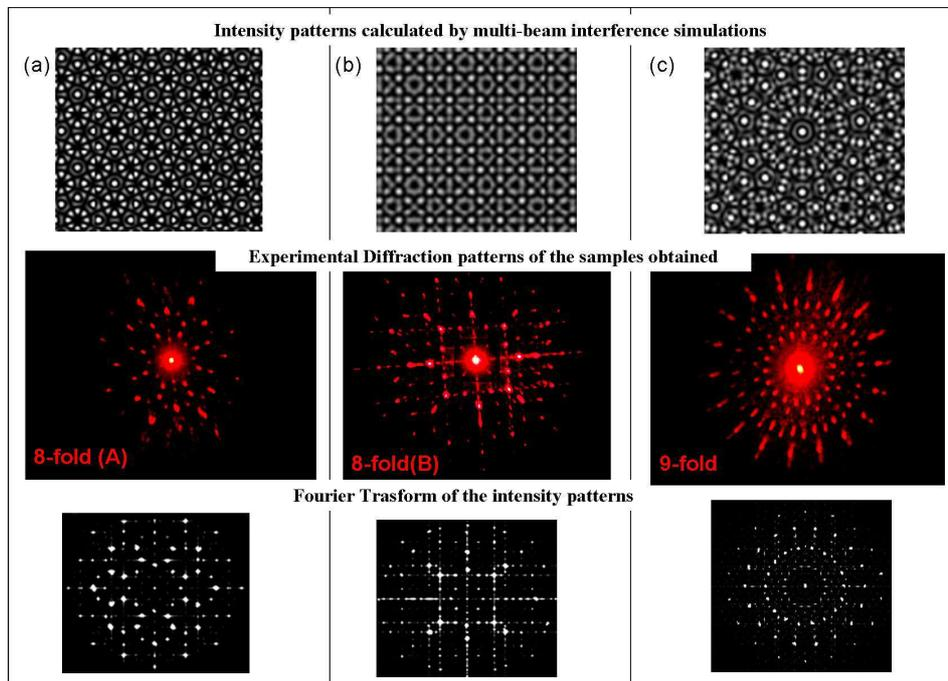 Intensity patterns calculated by multi-beam interference simulations
(a)
(b)
(c)
Experimental Diffraction patterns of the samples obtained
8-fold (A)
8-fold(B)
9-fold
Fourier Trasform of the intensity patterns